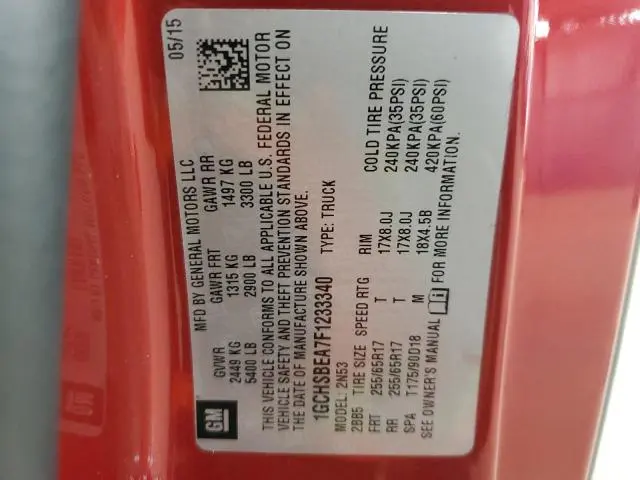 GM
MFD BY GENERAL MOTORS LLC
05/15
GVWR GAWR FRT GAWR RR
2449 KG 1315 KG 1497 KG
5400 LB 2900 LB 3300 LB
THIS VEHICLE CONFORMS TO ALL APPLICABLE U.S. FEDERAL MOTOR
VEHICLE SAFETY AND THEFT PREVENTION STANDARDS IN EFFECT ON
THE DATE OF MANUFACTURE SHOWN ABOVE.
1GCHSBEA7F1233340 TYPE: TRUCK
MODEL: 2N53
2BB5 TIRE SIZE SPEED RTG RIM COLD TIRE PRESSURE
FRT 255/65R17 T 17X8.0J 240KPA(35PSI)
RR 255/65R17 T 17X8.0J 240KPA(35PSI)
SPA T175/90D18 M 18X4.5B 420KPA(60PSI)
SEE OWNER'S MANUAL FOR MORE INFORMATION.